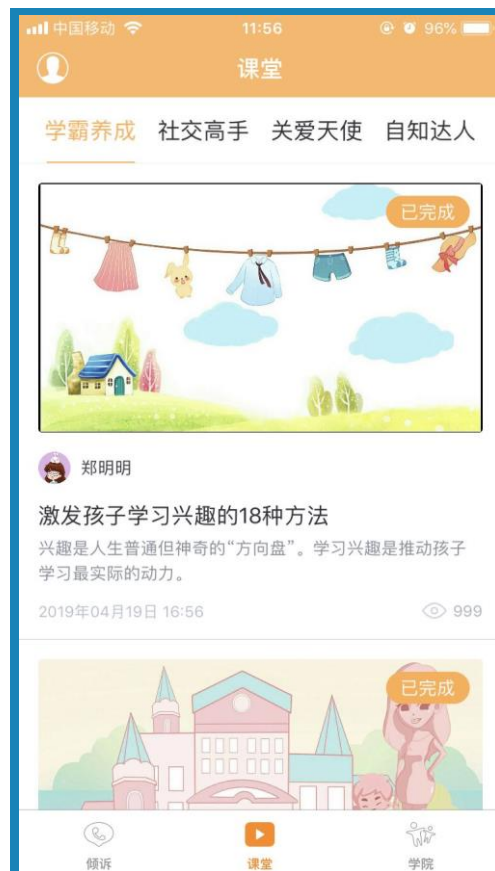 中国移动 11:56 96%
课堂
学霸养成 社交高手 关爱天使 自知达人
已完成
郑明明
激发孩子学习兴趣的18种方法
兴趣是人生普通但神奇的“方向盘”。学习兴趣是推动孩子
学习最实际的动力。
2019年04月19日 16:56 999
已完成
倾诉 课堂 学院